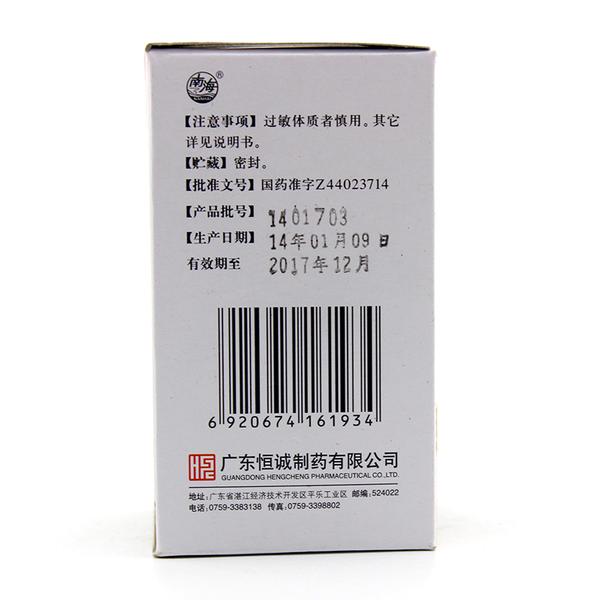 南海®
【注意事项】过敏体质者慎用。其它
详见说明书。
【贮藏】密封。
【批准文号】国药准字Z44023714
【产品批号】1401703
【生产日期】14年01月09日
有效期至 2017年12月
6 920674 161934
广东恒诚制药有限公司
GUANGDONG HENGCHENG PHARMACEUTICAL CO.,LTD.
地址:广东省湛江经济技术开发区平乐工业区 邮编:524022
电话:0759-3383138 传真:0759-3398802